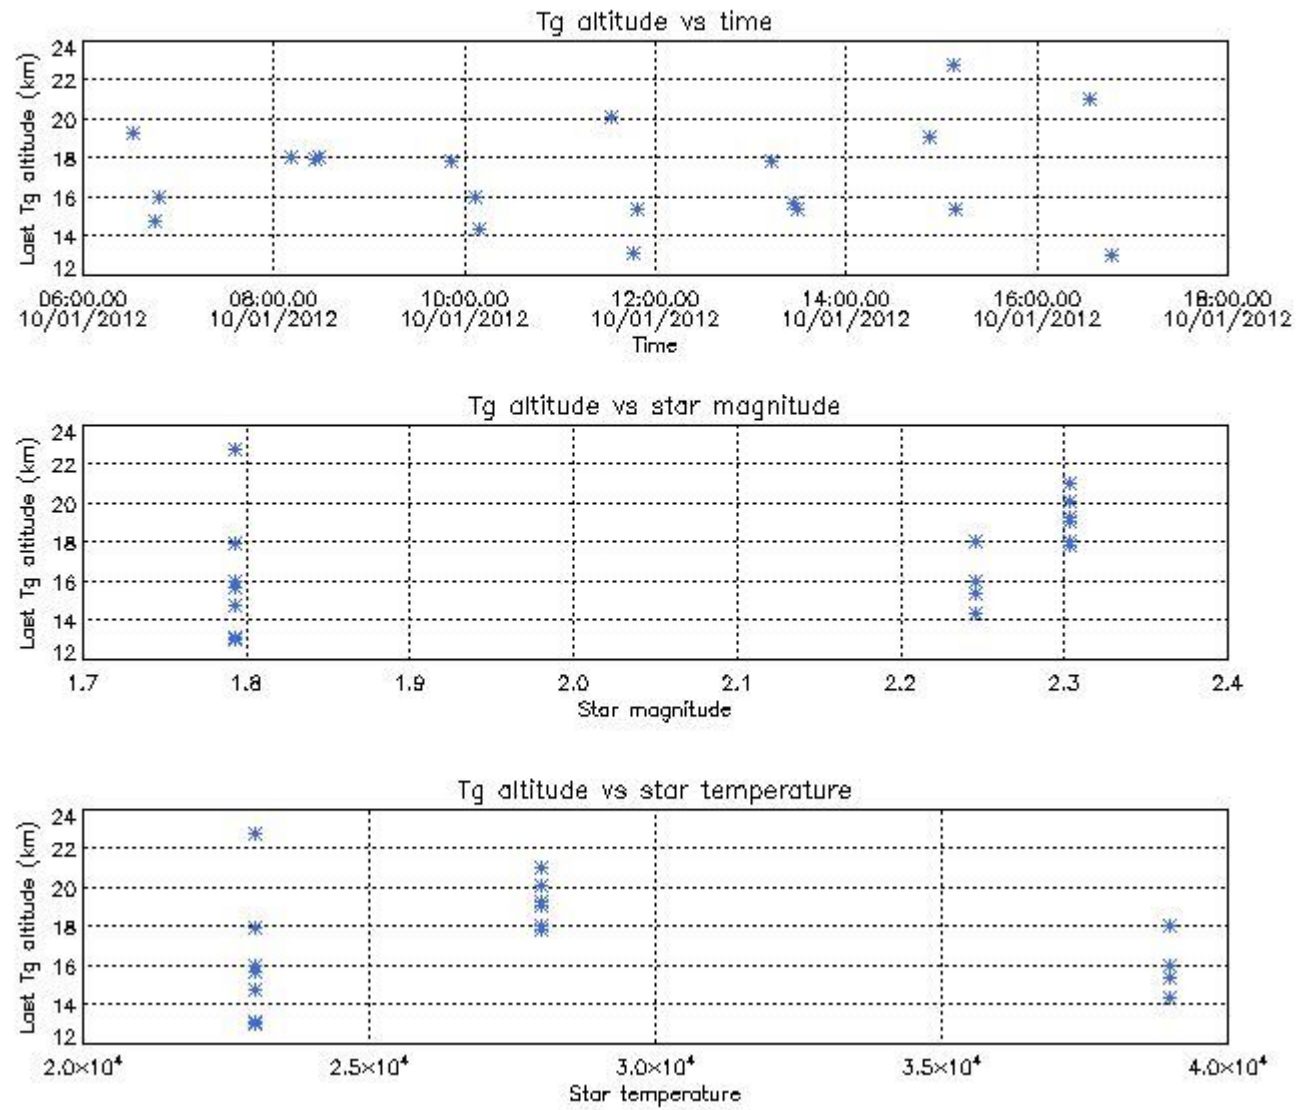 Tg altitude vs time
Last Tg altitude (km)
24
22
20
18
16
14
12
06:00.00 08:00.00 10:00.00 12:00.00 14:00.00 16:00.00 18:00.00
10/01/2012 10/01/2012 10/01/2012 10/01/2012 10/01/2012 10/01/2012 10/01/2012
Time
Tg altitude vs star magnitude
Last Tg altitude (km)
24
22
20
18
16
14
12
1.7 1.8 1.9 2.0 2.1 2.2 2.3 2.4
Star magnitude
Tg altitude vs star temperature
Last Tg altitude (km)
24
22
20
18
16
14
12
2.0×10⁴ 2.5×10⁴ 3.0×10⁴ 3.5×10⁴ 4.0×10⁴
Star temperature